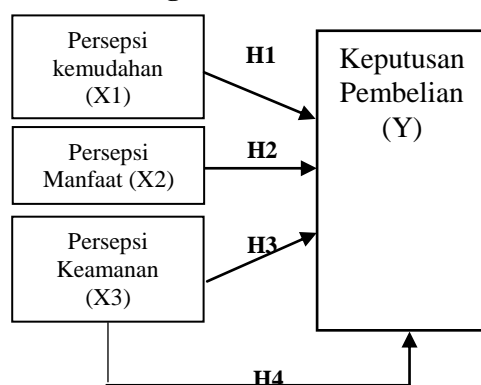 Persepsi
kemudahan
(X1)
H1
Keputusan
Pembelian
(Y)
Persepsi
Manfaat (X2)
H2
Persepsi
Keamanan
(X3)
H3
H4